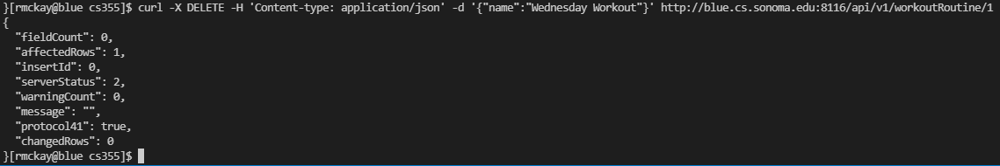 }[rmckay@blue cs355]$ curl -X DELETE -H 'Content-type: application/json' -d '{"name":"Wednesday Workout"}' http://blue.cs.sonoma.edu:8116/api/v1/workoutRoutine/1
{
  "fieldCount": 0,
  "affectedRows": 1,
  "insertId": 0,
  "serverStatus": 2,
  "warningCount": 0,
  "message": "",
  "protocol41": true,
  "changedRows": 0
}[rmckay@blue cs355]$